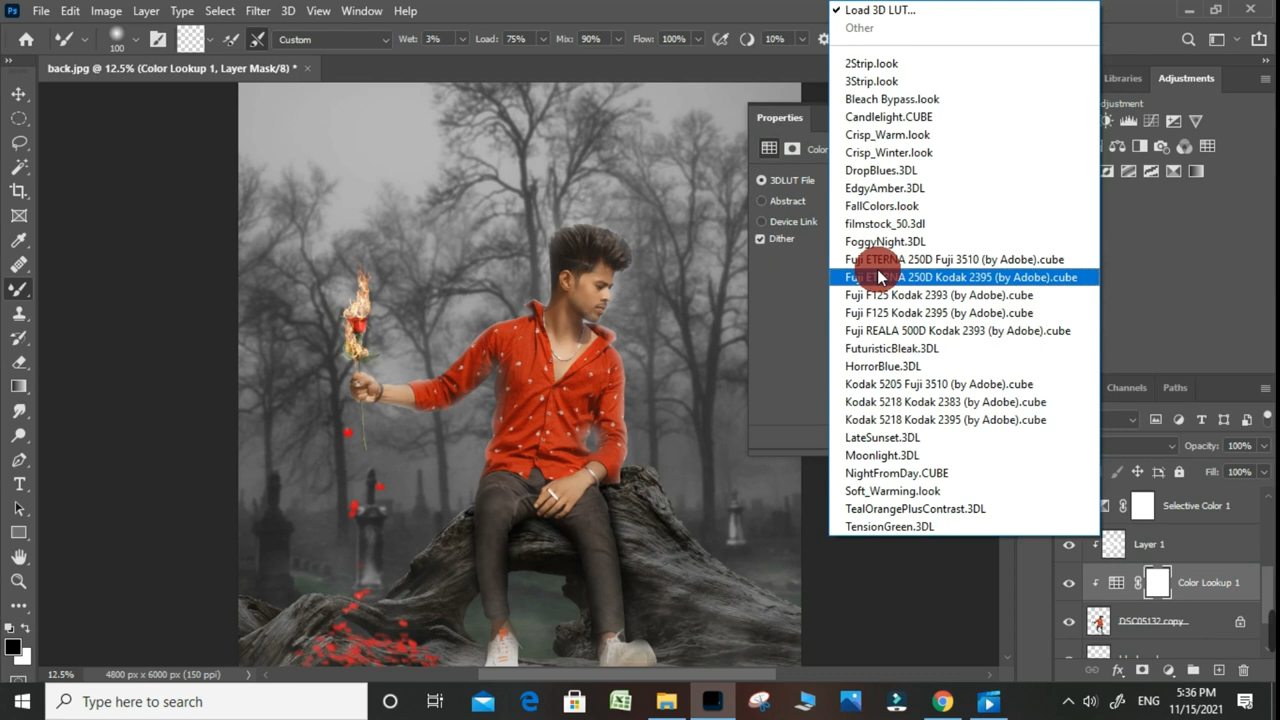 Ps File Edit Image Layer Type Select Filter 3D View Window Help
100 Custom Wet: 3% Load: 75% Mix: 90% Flow: 100% 10%
back.jpg @ 12.5% (Color Lookup 1, Layer Mask/8) *
Properties
3DLUT File
Abstract
Device Link
Dither
Load 3D LUT...
Other
2Strip.look
3Strip.look
Bleach Bypass.look
Candlelight.CUBE
Crisp_Warm.look
Crisp_Winter.look
DropBlues.3DL
EdgyAmber.3DL
FallColors.look
filmstock_50.3dl
FoggyNight.3DL
Fuji ETERNA 250D Fuji 3510 (by Adobe).cube
Fuji ETERNA 250D Kodak 2395 (by Adobe).cube
Fuji F125 Kodak 2393 (by Adobe).cube
Fuji F125 Kodak 2395 (by Adobe).cube
Fuji REALA 500D Kodak 2393 (by Adobe).cube
FuturisticBleak.3DL
HorrorBlue.3DL
Kodak 5205 Fuji 3510 (by Adobe).cube
Kodak 5218 Kodak 2383 (by Adobe).cube
Kodak 5218 Kodak 2395 (by Adobe).cube
LateSunset.3DL
Moonlight.3DL
NightFromDay.CUBE
Soft_Warming.look
TealOrangePlusContrast.3DL
TensionGreen.3DL
Libraries Adjustments
Channels Paths
Opacity: 100%
Fill: 100%
Selective Color 1
Layer 1
Color Lookup 1
DSC05132 copy
12.5% 4800 px x 6000 px (150 ppi)
Type here to search
ENG
5:36 PM
11/15/2021